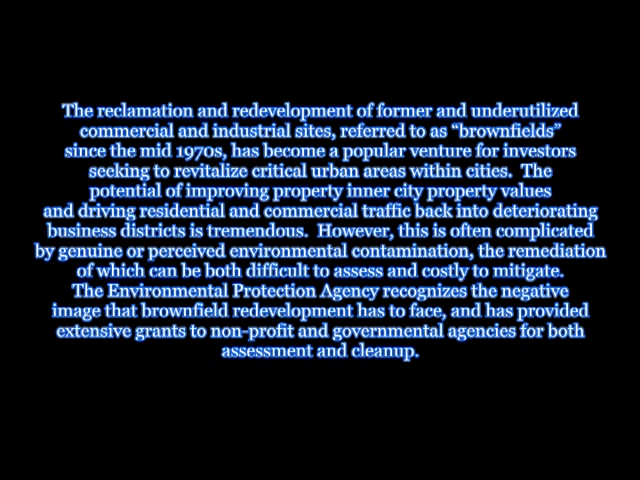 The reclamation and redevelopment of former and underutilized
commercial and industrial sites, referred to as “brownfields”
since the mid 1970s, has become a popular venture for investors
seeking to revitalize critical urban areas within cities.  The
potential of improving property inner city property values
and driving residential and commercial traffic back into deteriorating
business districts is tremendous.  However, this is often complicated
by genuine or perceived environmental contamination, the remediation
of which can be both difficult to assess and costly to mitigate.
The Environmental Protection Agency recognizes the negative
image that brownfield redevelopment has to face, and has provided
extensive grants to non-profit and governmental agencies for both
assessment and cleanup.